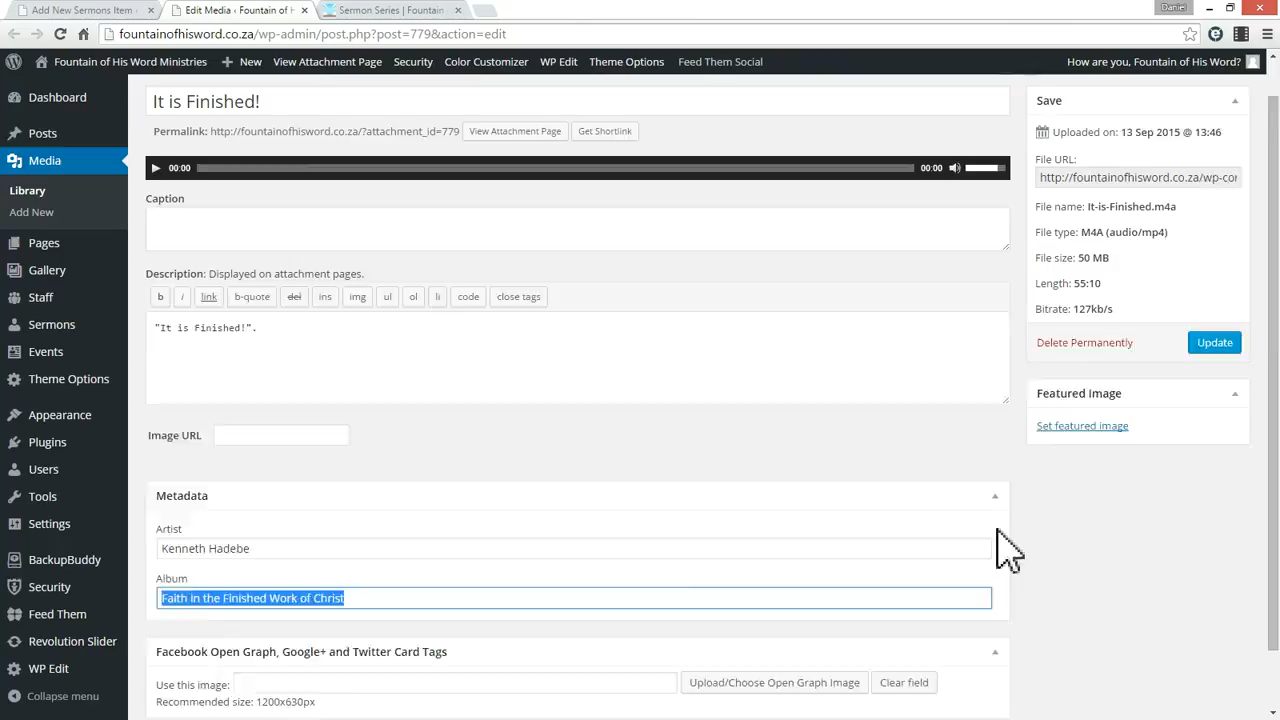 Add New Sermons Item ‹
Edit Media ‹ Fountain of H
Sermon Series | Fountain
Daniel
fountainofhisword.co.za/wp-admin/post.php?post=779&action=edit
Fountain of His Word Ministries
New
View Attachment Page
Security
Color Customizer
WP Edit
Theme Options
Feed Them Social
How are you, Fountain of His Word?
Dashboard
Posts
Media
Library
Add New
Pages
Gallery
Staff
Sermons
Events
Theme Options
Appearance
Plugins
Users
Tools
Settings
BackupBuddy
Security
Feed Them
Revolution Slider
WP Edit
Collapse menu
It is Finished!
Permalink: http://fountainofhisword.co.za/?attachment_id=779
View Attachment Page
Get Shortlink
00:00
00:00
Caption
Description: Displayed on attachment pages.
b
i
link
b-quote
del
ins
img
ul
ol
li
code
close tags
"It is Finished!".
Image URL
Metadata
Artist
Kenneth Hadebe
Album
Faith in the Finished Work of Christ
Facebook Open Graph, Google+ and Twitter Card Tags
Use this image:
Upload/Choose Open Graph Image
Clear field
Recommended size: 1200x630px
Save
Uploaded on: 13 Sep 2015 @ 13:46
File URL:
http://fountainofhisword.co.za/wp-cor
File name: It-is-Finished.m4a
File type: M4A (audio/mp4)
File size: 50 MB
Length: 55:10
Bitrate: 127kb/s
Delete Permanently
Update
Featured Image
Set featured image